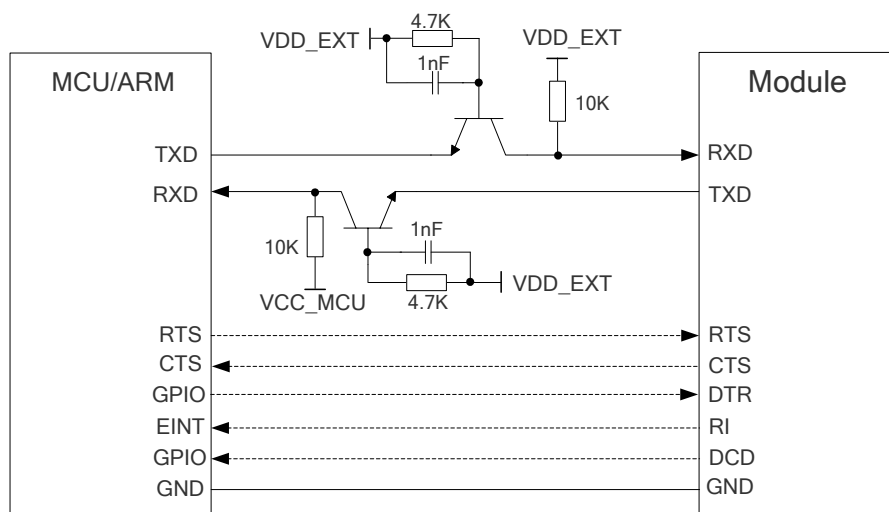 4.7K
VDD_EXT
1nF
VDD_EXT
MCU/ARM
Module
10K
TXD
RXD
RXD
TXD
1nF
10K
VDD_EXT
VCC_MCU
4.7K
RTS
RTS
CTS
CTS
GPIO
DTR
EINT
RI
GPIO
DCD
GND
GND